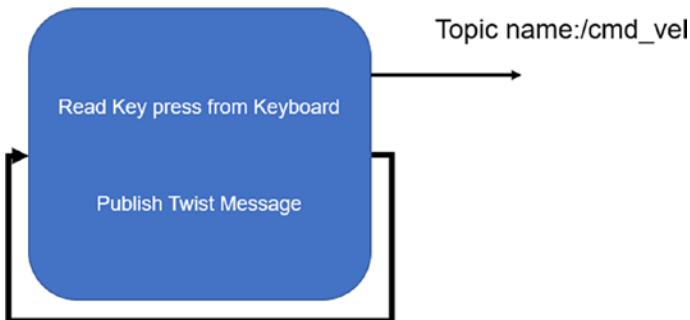 Topic name:/cmd_vel
Read Key press from Keyboard
Publish Twist Message